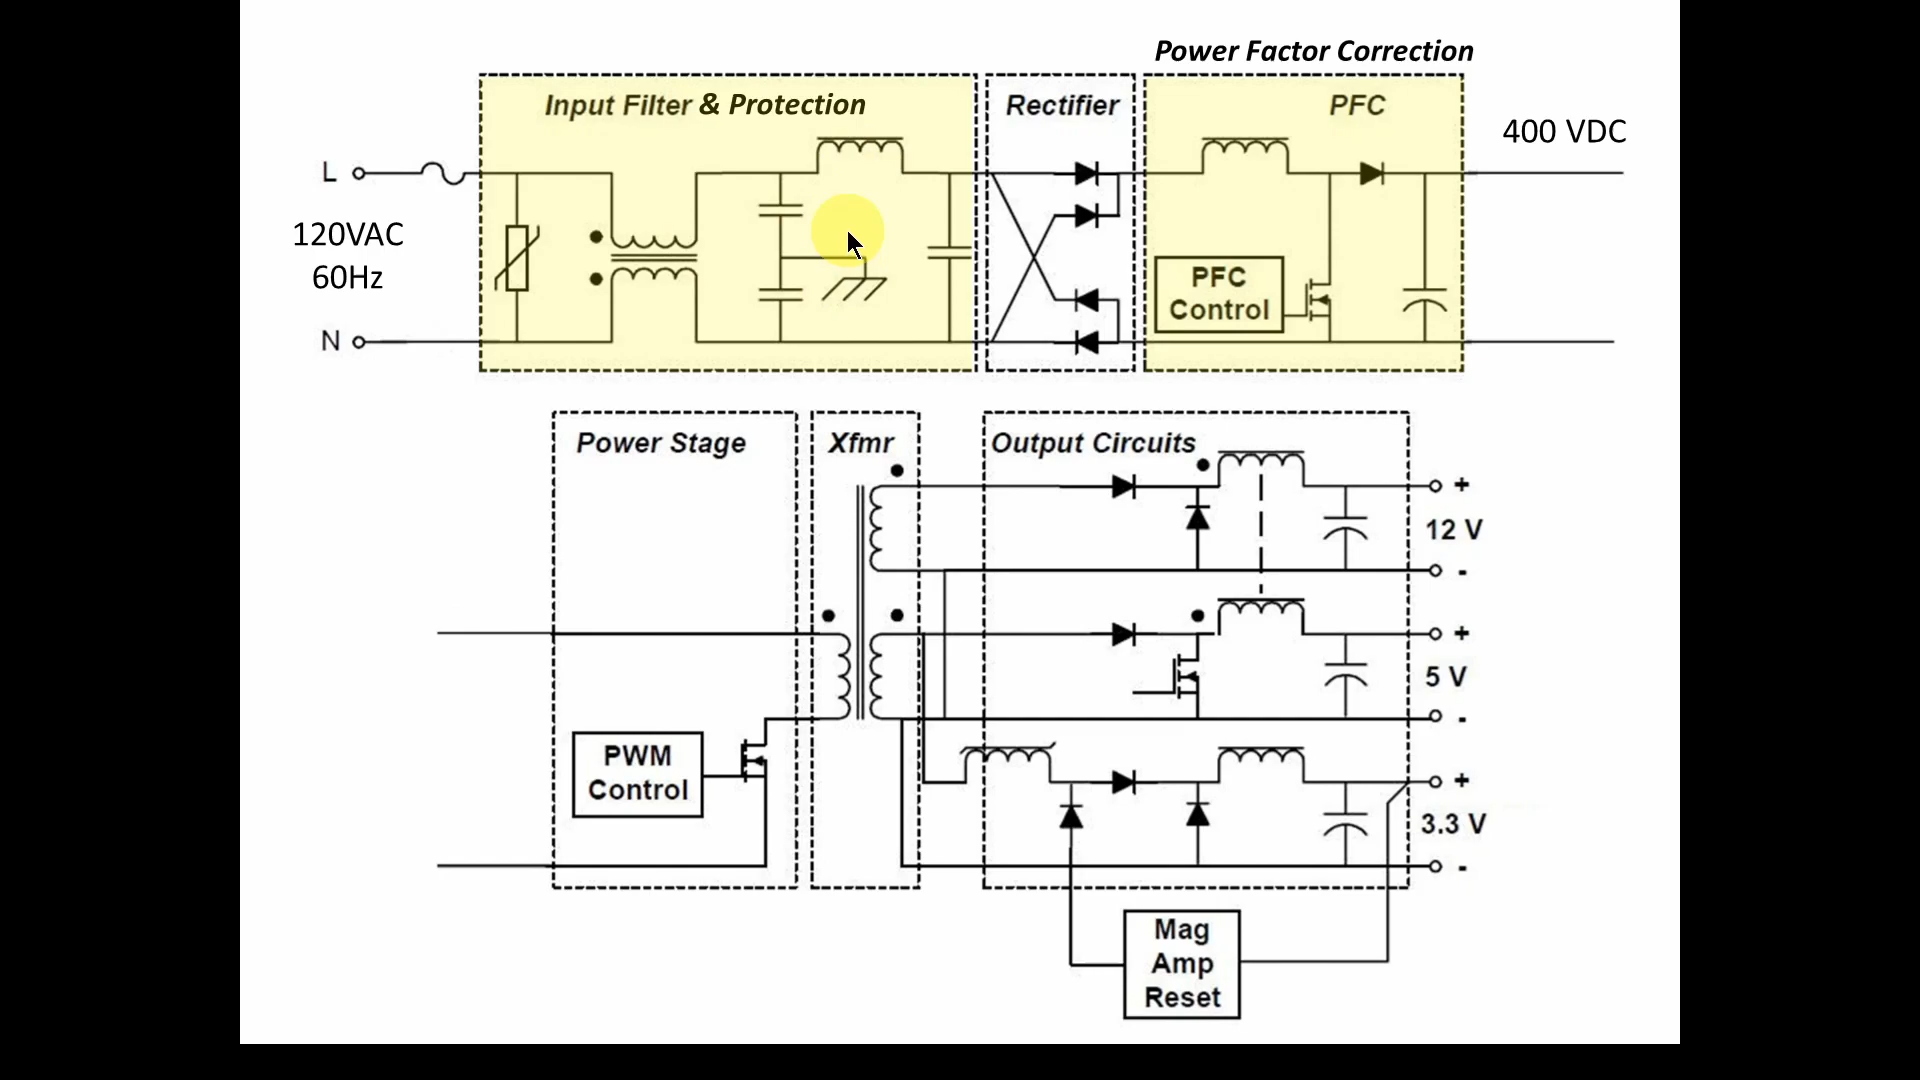 Power Factor Correction
Input Filter & Protection
Rectifier
PFC
400 VDC
L
120VAC
60Hz
N
PFC
Control
Power Stage
Xfmr
Output Circuits
+
12 V
-
+
5 V
-
PWM
Control
+
3.3 V
-
Mag
Amp
Reset